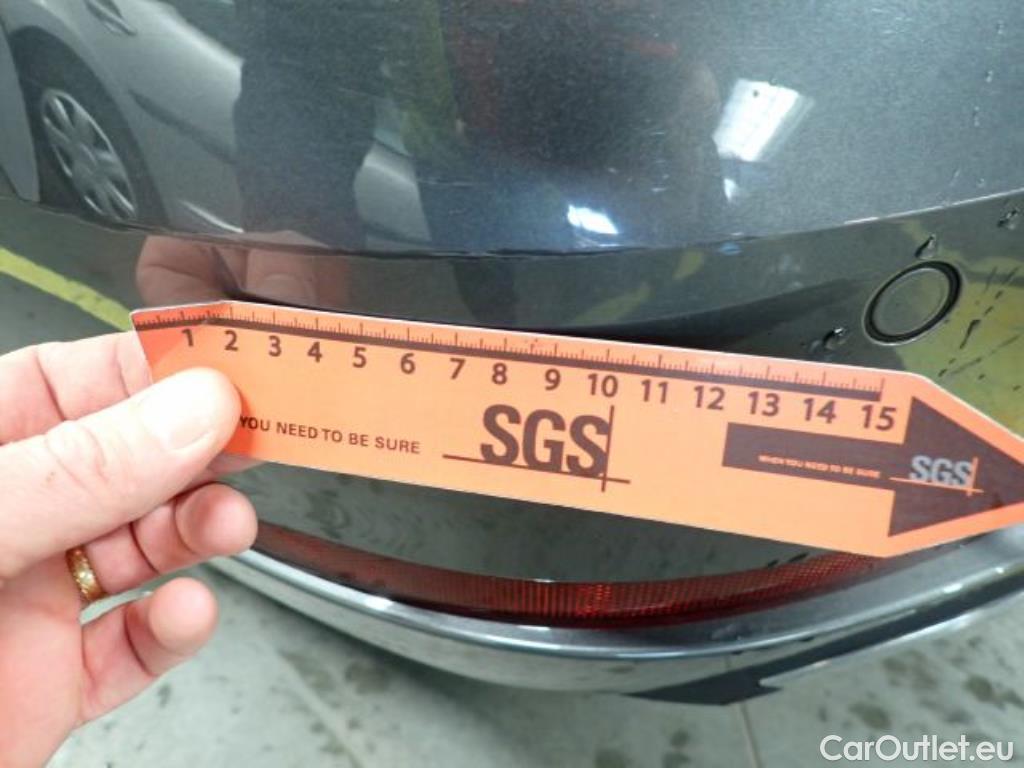 1 2 3 4 5 6 7 8 9 10 11 12 13 14 15
YOU NEED TO BE SURE
SGS
WHEN YOU NEED TO BE SURE
SGS
CarOutlet.eu